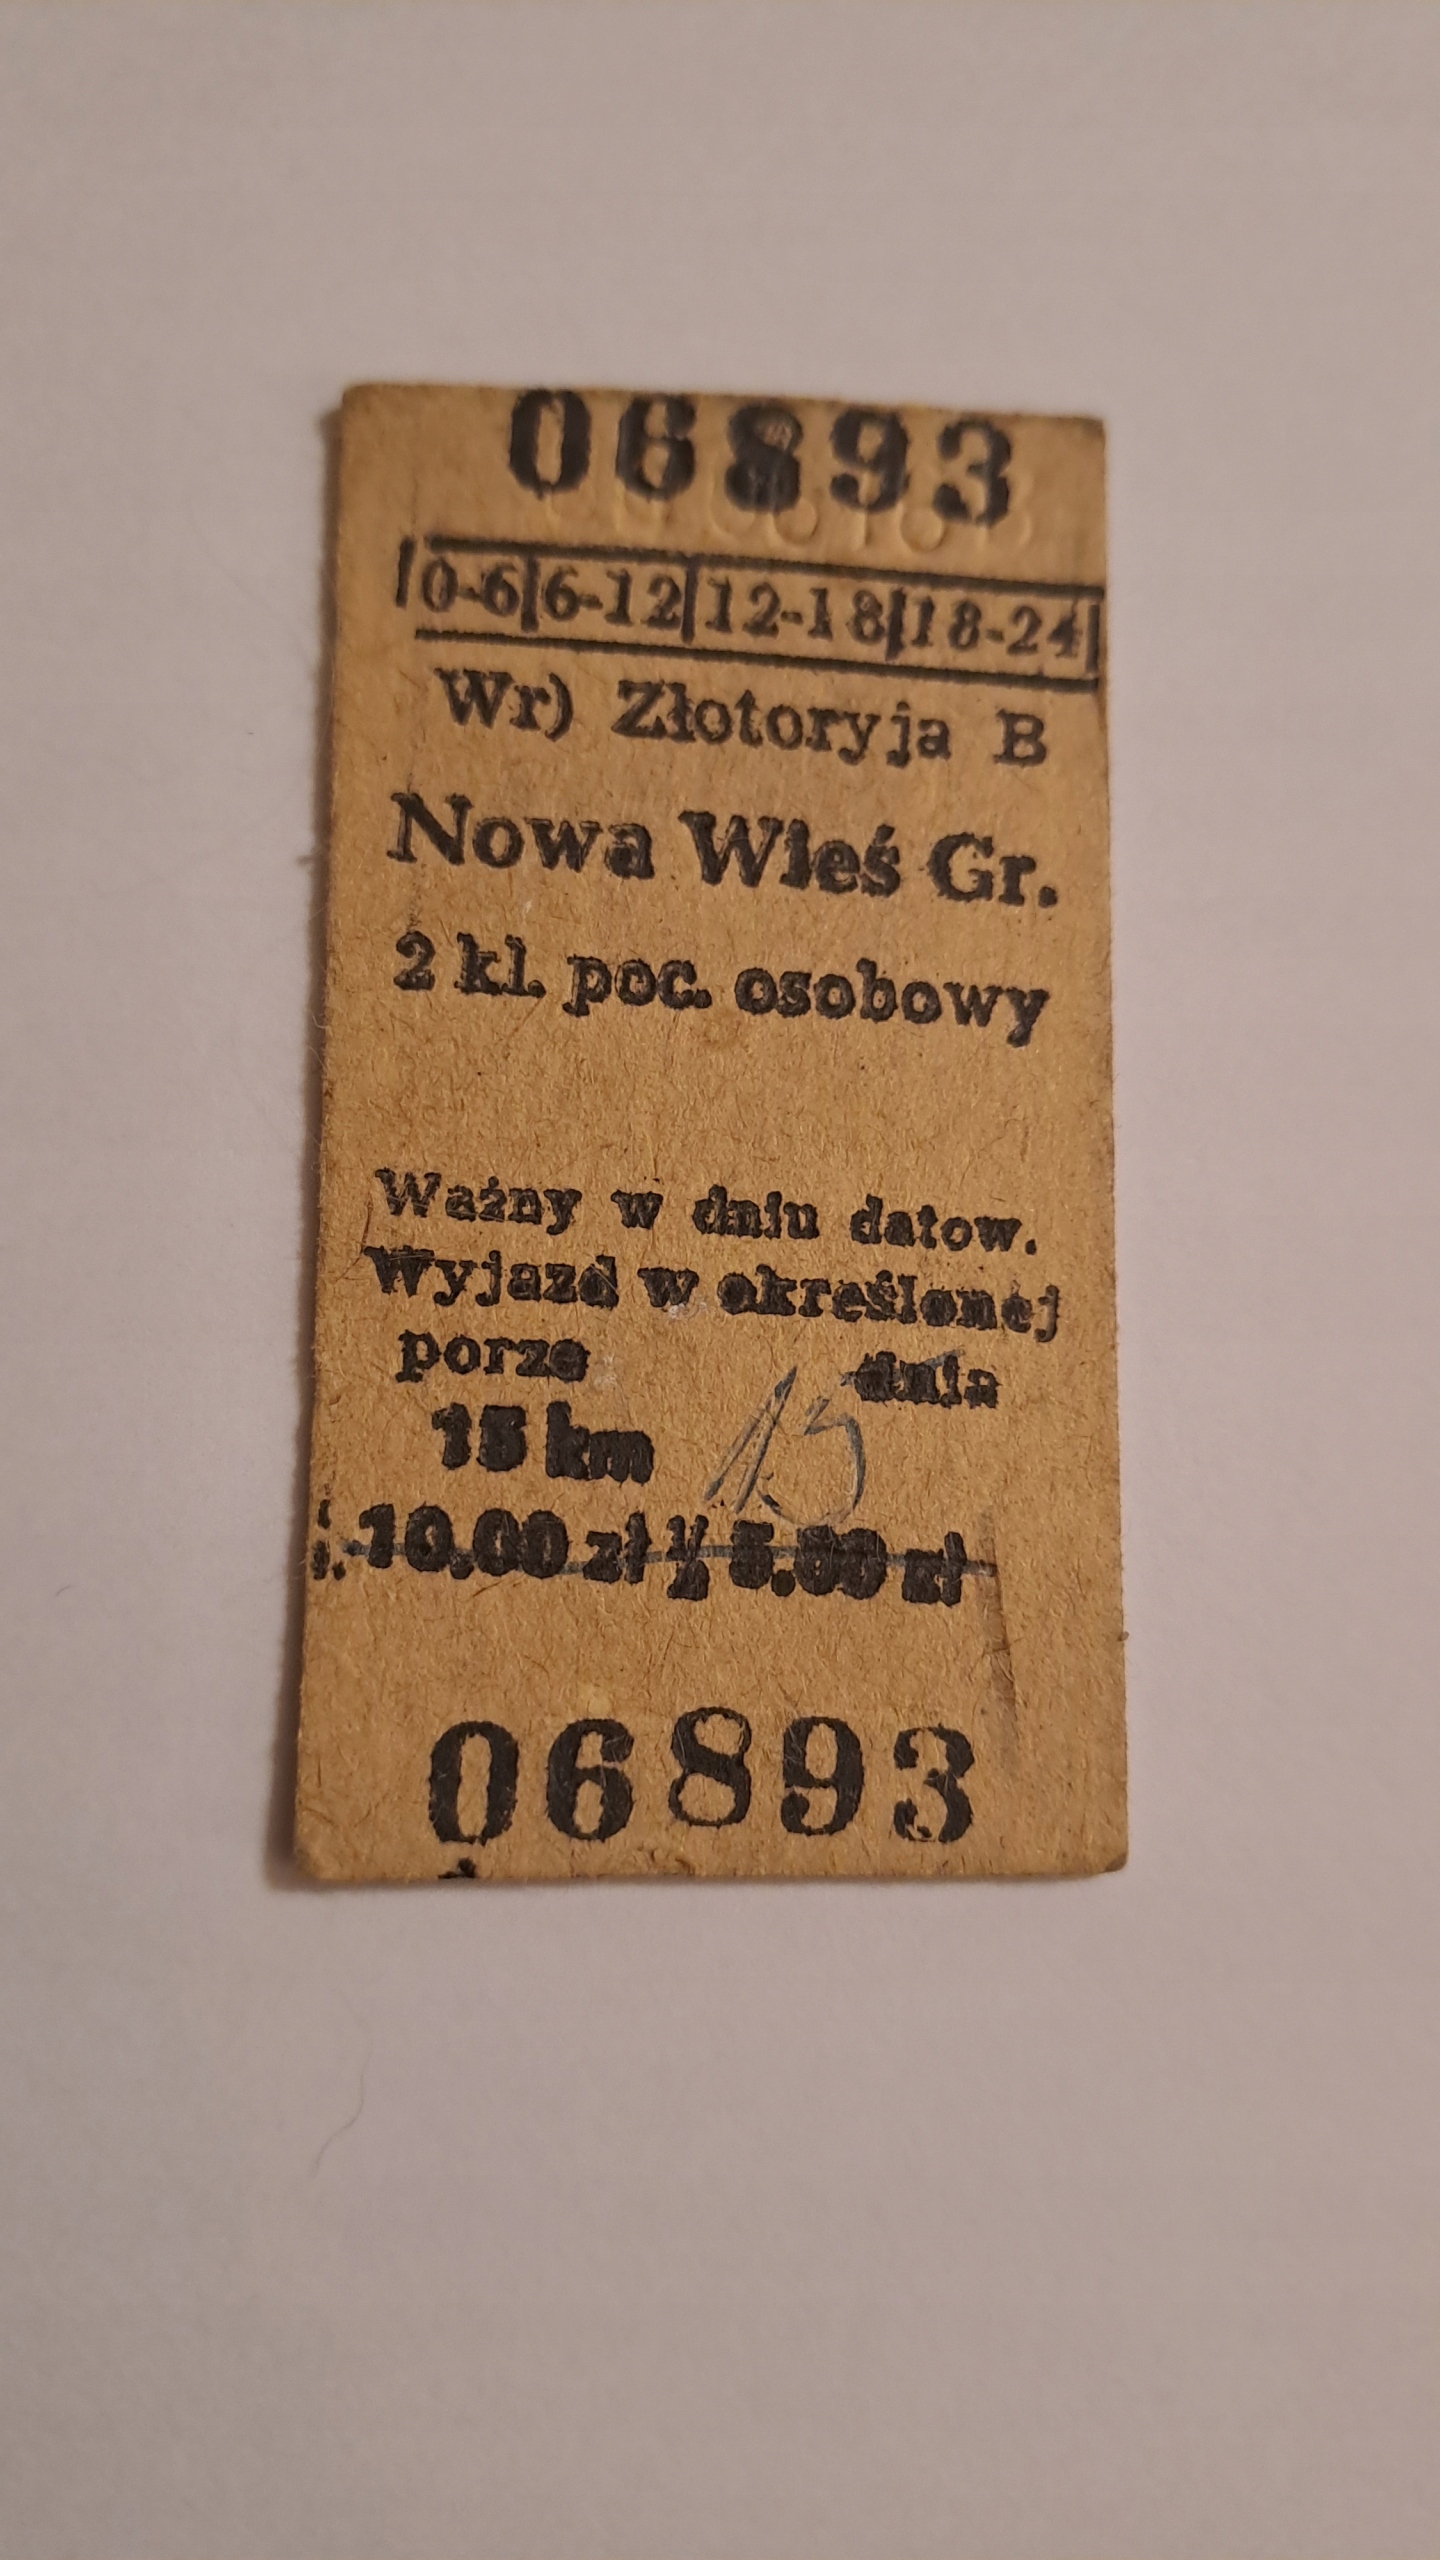 06893
|0-6|6-12|12-18|18-24|
Wr) Złotoryja B
Nowa Wieś Gr.
2 kl. poc. osobowy
Ważny w dniu datow.
Wyjazd w określonej
porze dnia
15 km
15
10.00 zł ½ 5.00 zł
06893